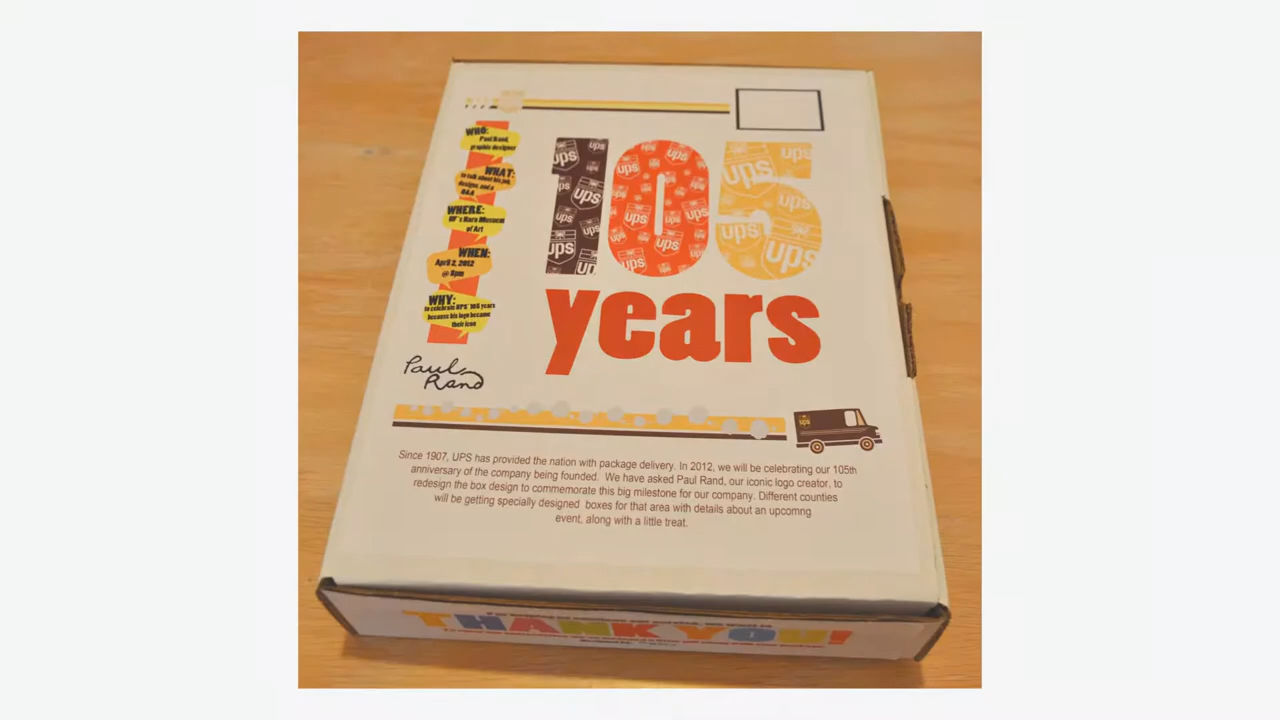 WHO:
Paul Rand,
graphic designer
WHAT:
to talk about his job,
designs, and a
Q&A
WHERE:
UF's Harn Museum
of Art
WHEN:
April 2, 2012
@ 8pm
WHY:
to celebrate UPS' 105 years
because his logo became
their icon
Paul
Rand
105
years
ups
Since 1907, UPS has provided the nation with package delivery. In 2012, we will be celebrating our 105th
anniversary of the company being founded. We have asked Paul Rand, our iconic logo creator, to
redesign the box design to commemorate this big milestone for our company. Different counties
will be getting specially designed boxes for that area with details about an upcomng
event, along with a little treat.
THANK YOU!